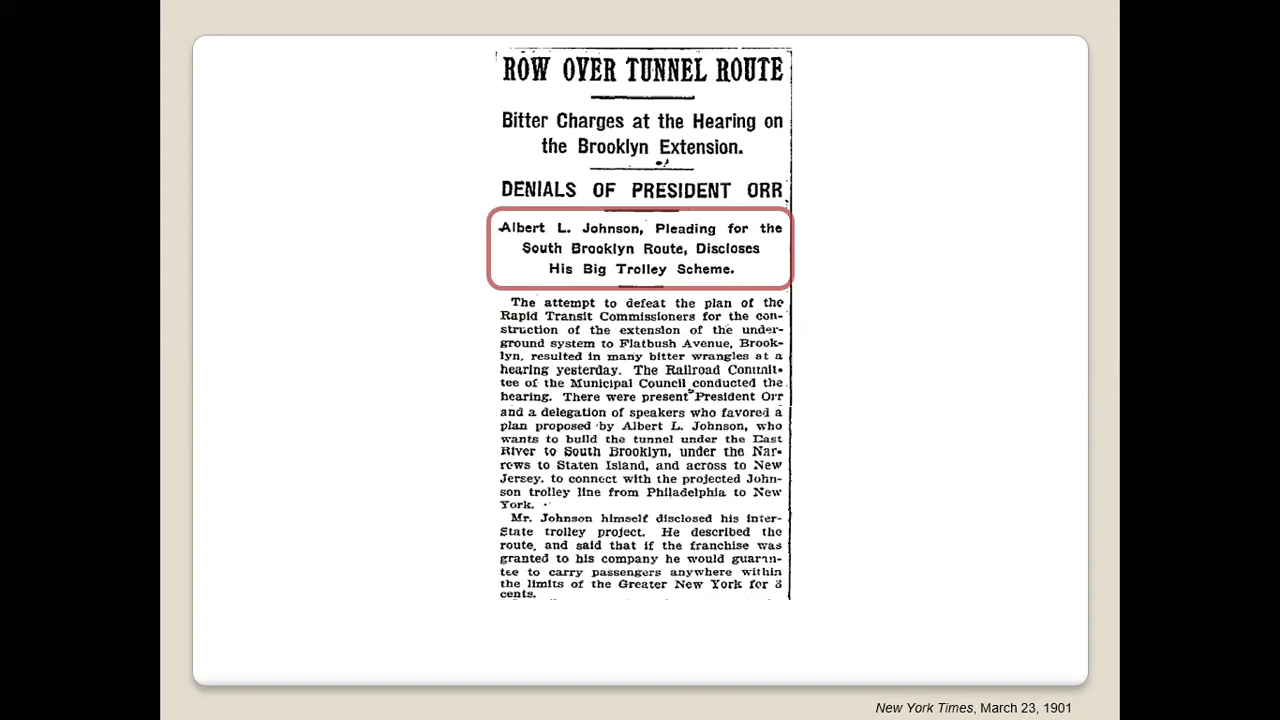 ROW OVER TUNNEL ROUTE
Bitter Charges at the Hearing on
the Brooklyn Extension.
DENIALS OF PRESIDENT ORR
Albert L. Johnson, Pleading for the
South Brooklyn Route, Discloses
His Big Trolley Scheme.
The attempt to defeat the plan of the
Rapid Transit Commissioners for the con-
struction of the extension of the under-
ground system to Flatbush Avenue, Brook-
lyn, resulted in many bitter wrangles at a
hearing yesterday. The Railroad Commit-
tee of the Municipal Council conducted the
hearing. There were present President Orr
and a delegation of speakers who favored a
plan proposed by Albert L. Johnson, who
wants to build the tunnel under the East
River to South Brooklyn, under the Nar-
rows to Staten Island, and across to New
Jersey, to connect with the projected John-
son trolley line from Philadelphia to New
York.
Mr. Johnson himself disclosed his inter-
State trolley project. He described the
route, and said that if the franchise was
granted to his company he would guaran-
tee to carry passengers anywhere within
the limits of the Greater New York for 3
cents.
New York Times, March 23, 1901